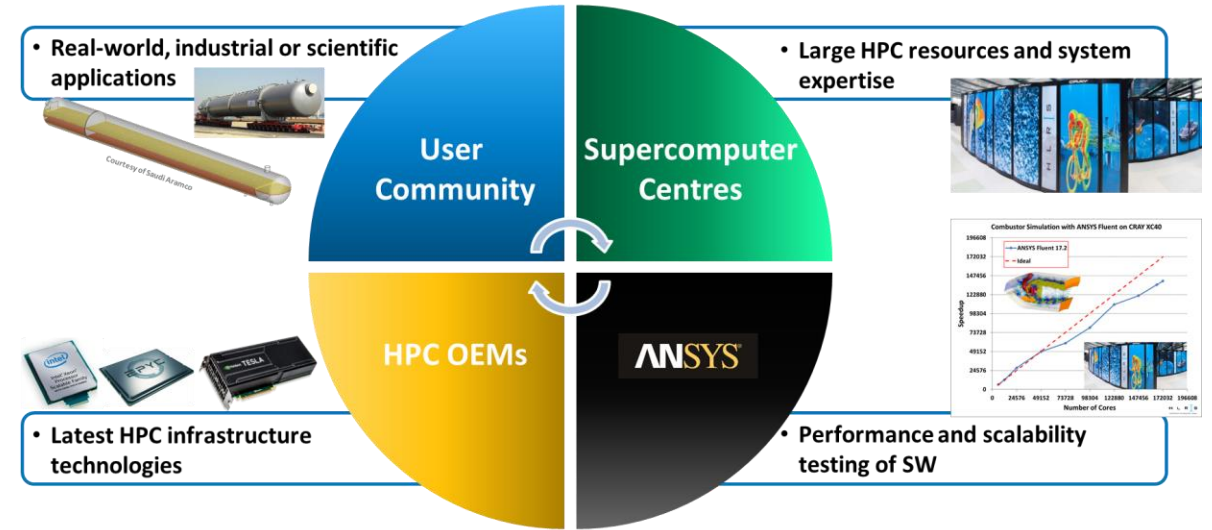 • Real-world, industrial or scientific
applications
Courtesy of Saudi Aramco
User
Community
Supercomputer
Centres
• Large HPC resources and system
expertise
H L R S
Combustor Simulation with ANSYS Fluent on CRAY XC40
ANSYS Fluent 17.2
Ideal
Speedup
196608
172032
147456
122880
98304
73728
49152
24576
0
0 24576 49152 73728 98304 122880 147456 172032 196608
Number of Cores
H L R S
HPC OEMs
ANSYS
intel
EPYC
TESLA
• Latest HPC infrastructure
technologies
• Performance and scalability
testing of SW